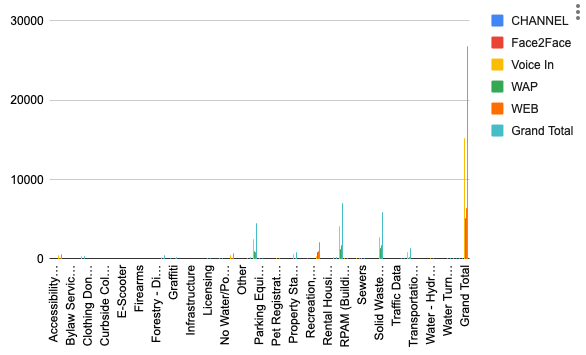 30000
20000
10000
0
CHANNEL
Face2Face
Voice In
WAP
WEB
Grand Total
Accessibility…
Bylaw Servic…
Clothing Don…
Curbside Col…
E-Scooter
Firearms
Forestry - Di…
Graffiti
Infrastructure
Licensing
No Water/Po…
Other
Parking Equi…
Pet Registrat…
Property Sta…
Recreation,…
Rental Housi…
RPAM (Buildi…
Sewers
Solid Waste…
Traffic Data
Transportatio…
Water - Hydr…
Water Turn…
Grand Total